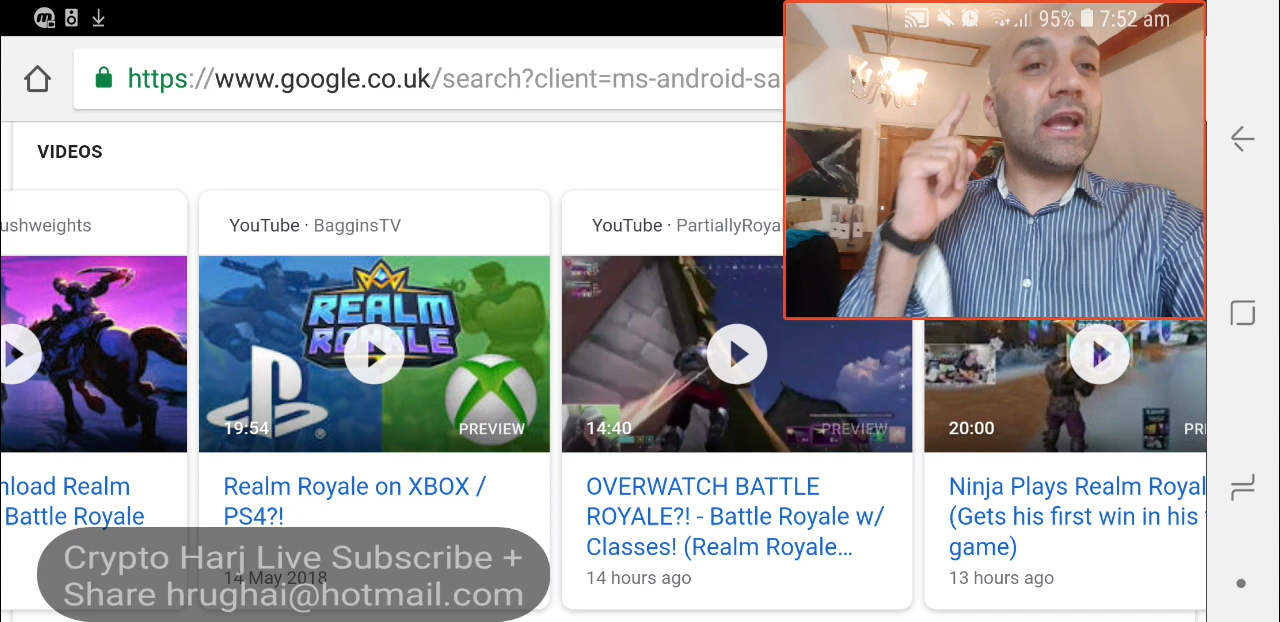 95% 7:52 am
https://www.google.co.uk/search?client=ms-android-sa
VIDEOS
ushweights
YouTube · BagginsTV
YouTube · PartiallyRoya
REALM
ROYALE
19:54
PREVIEW
14:40
PREVIEW
20:00
PRE
nload Realm
Battle Royale
Realm Royale on XBOX /
PS4?!
14 May 2018
OVERWATCH BATTLE
ROYALE?! - Battle Royale w/
Classes! (Realm Royale...
14 hours ago
Ninja Plays Realm Royal
(Gets his first win in his
game)
13 hours ago
Crypto Harj Live Subscribe +
Share hrughai@hotmail.com